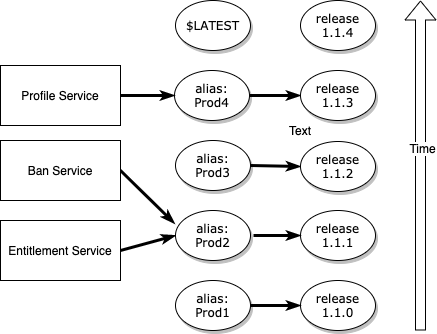 $LATEST
release
1.1.4
Profile Service
alias:
Prod4
release
1.1.3
Text
Time
Ban Service
alias:
Prod3
release
1.1.2
Entitlement Service
alias:
Prod2
release
1.1.1
alias:
Prod1
release
1.1.0